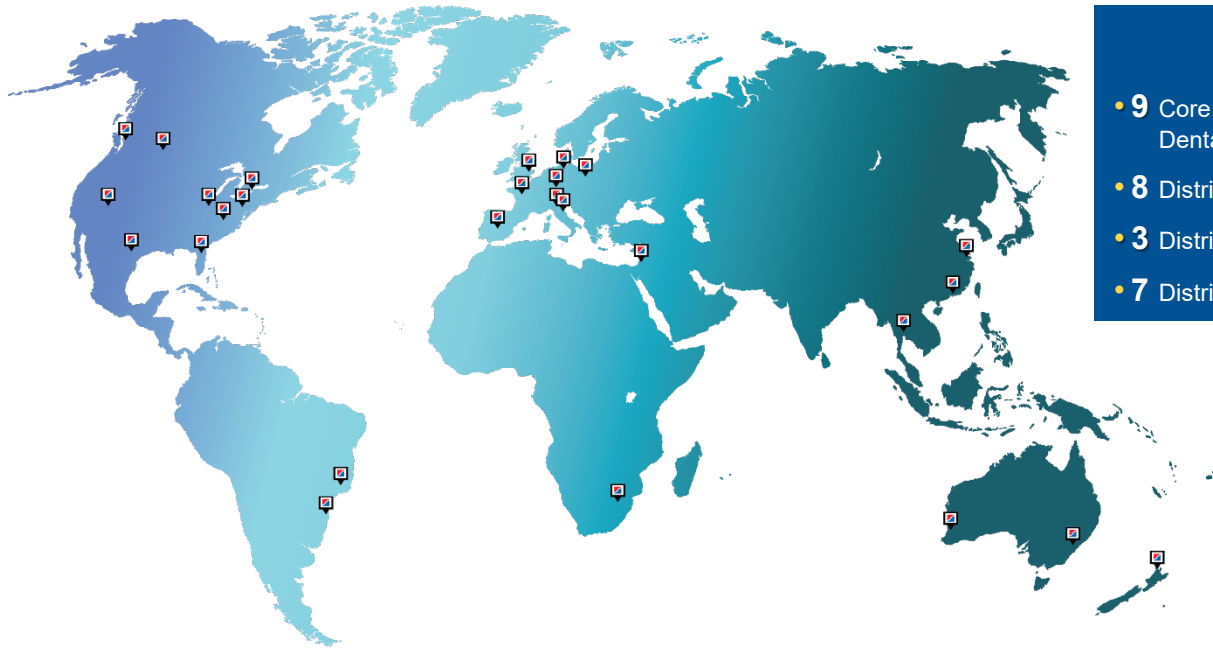 • 9 Core
Denta
• 8 Distri
• 3 Distri
• 7 Distri